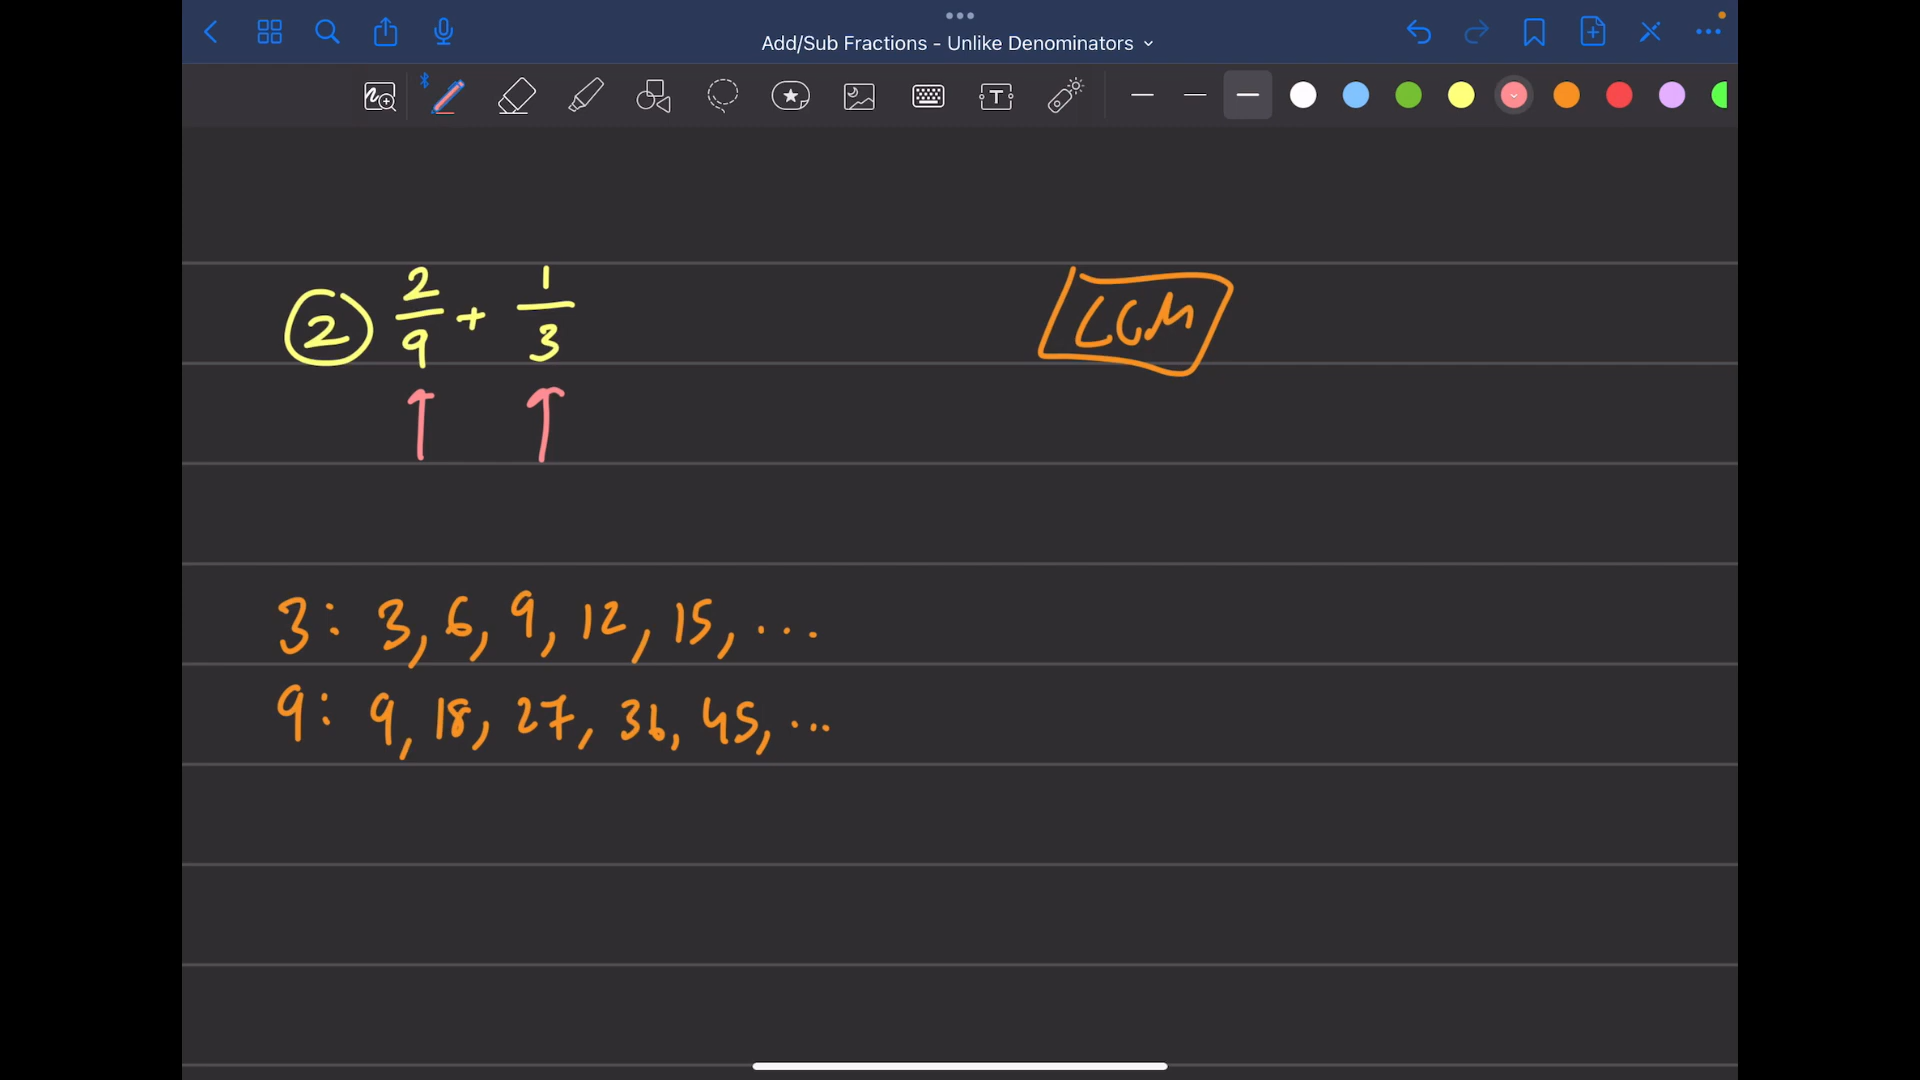 Add/Sub Fractions - Unlike Denominators
② 2/9 + 1/3
LCM
3: 3, 6, 9, 12, 15, ...
9: 9, 18, 27, 36, 45, ...